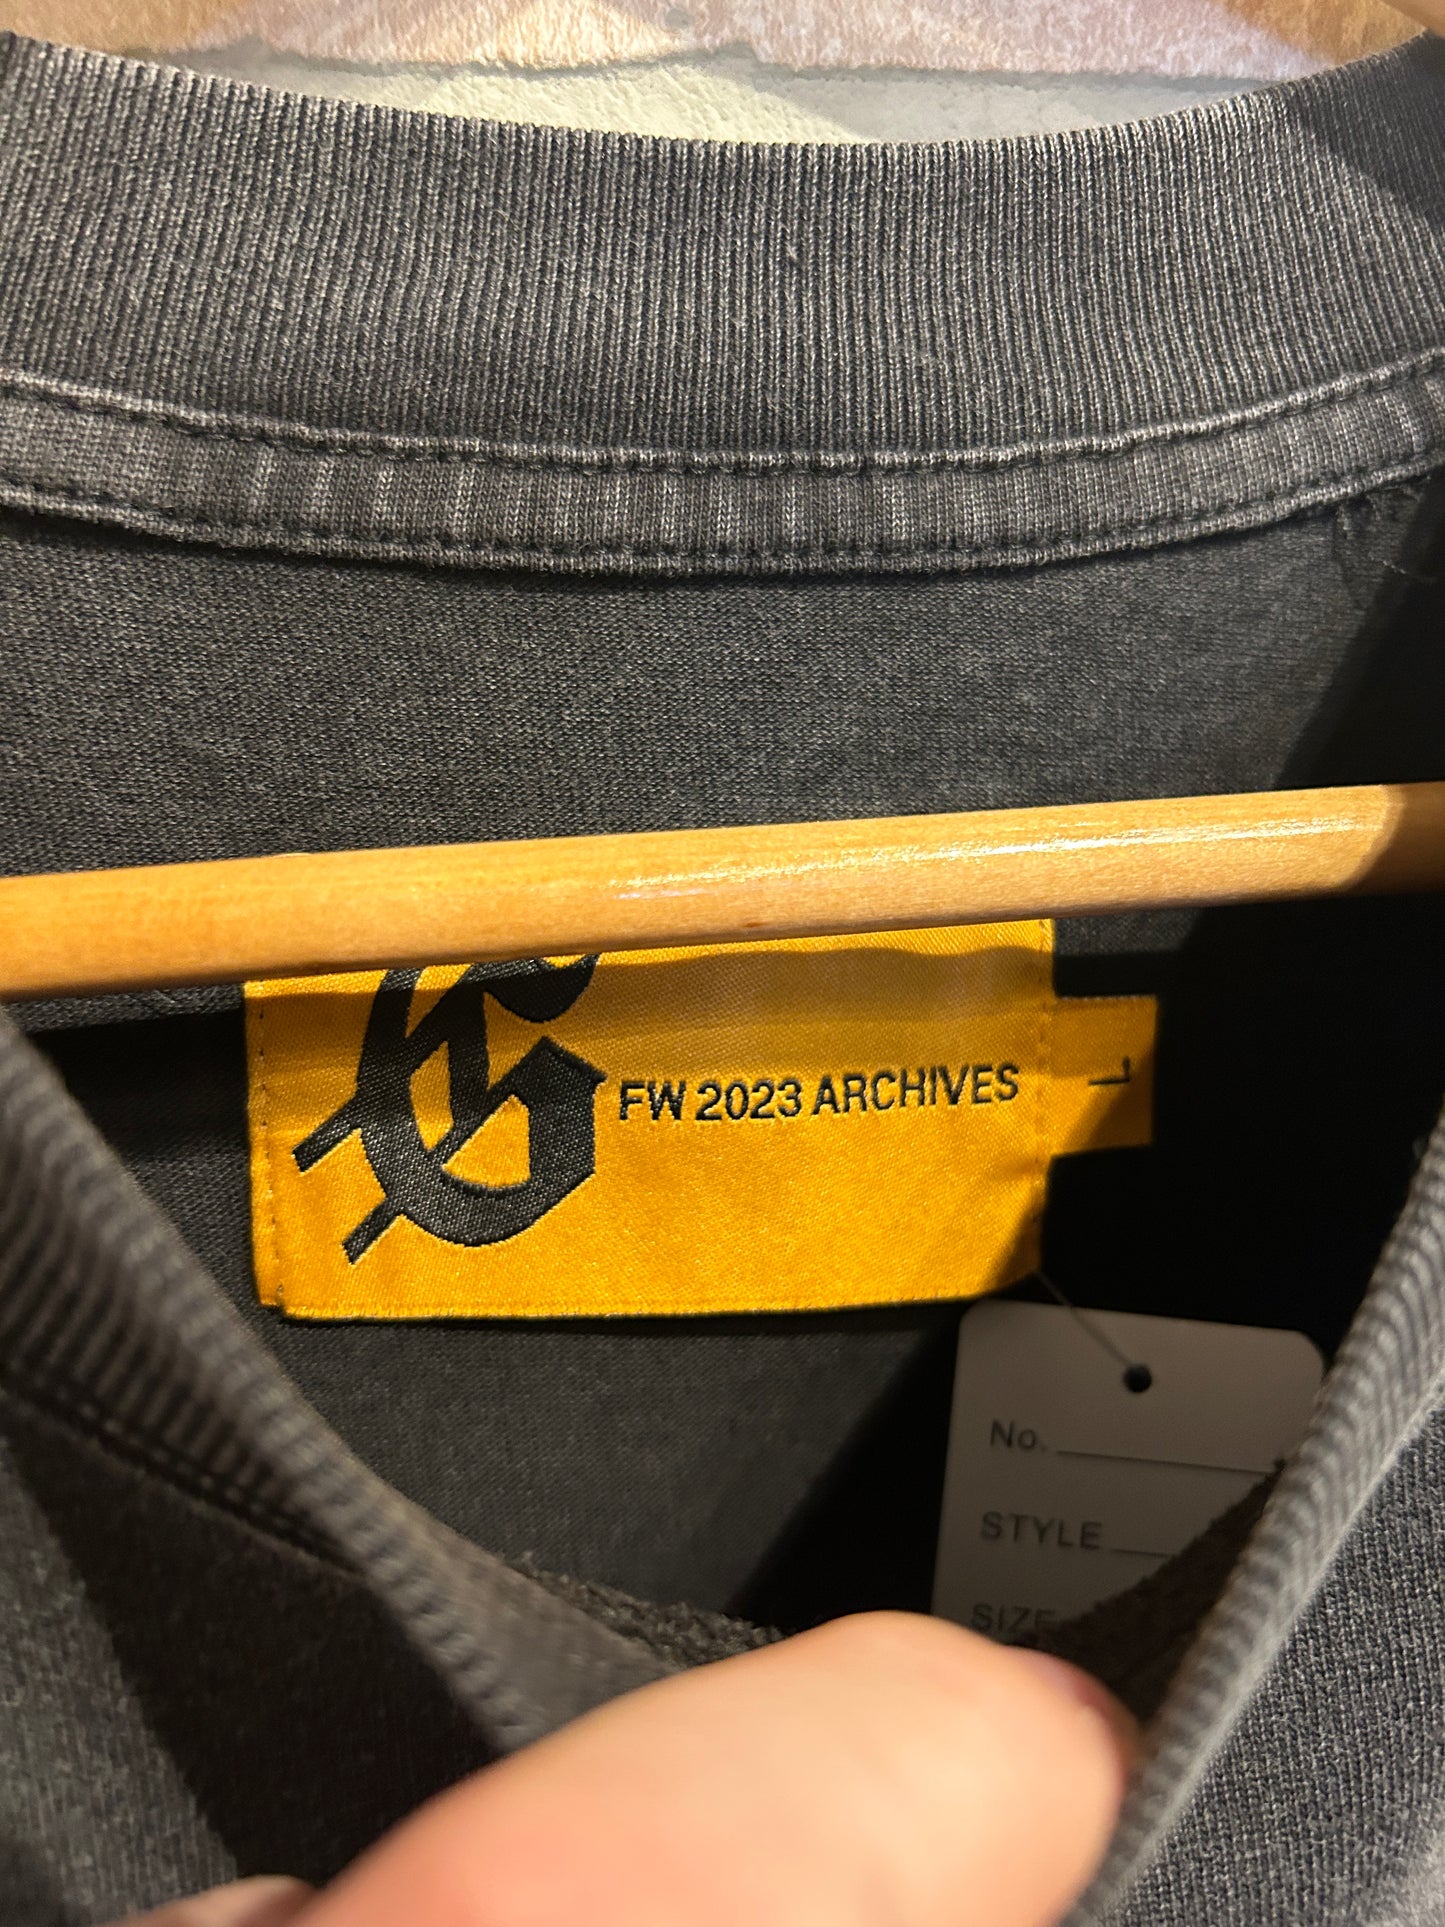 G
FW 2023 ARCHIVES
L
No.
STYLE
SIZE